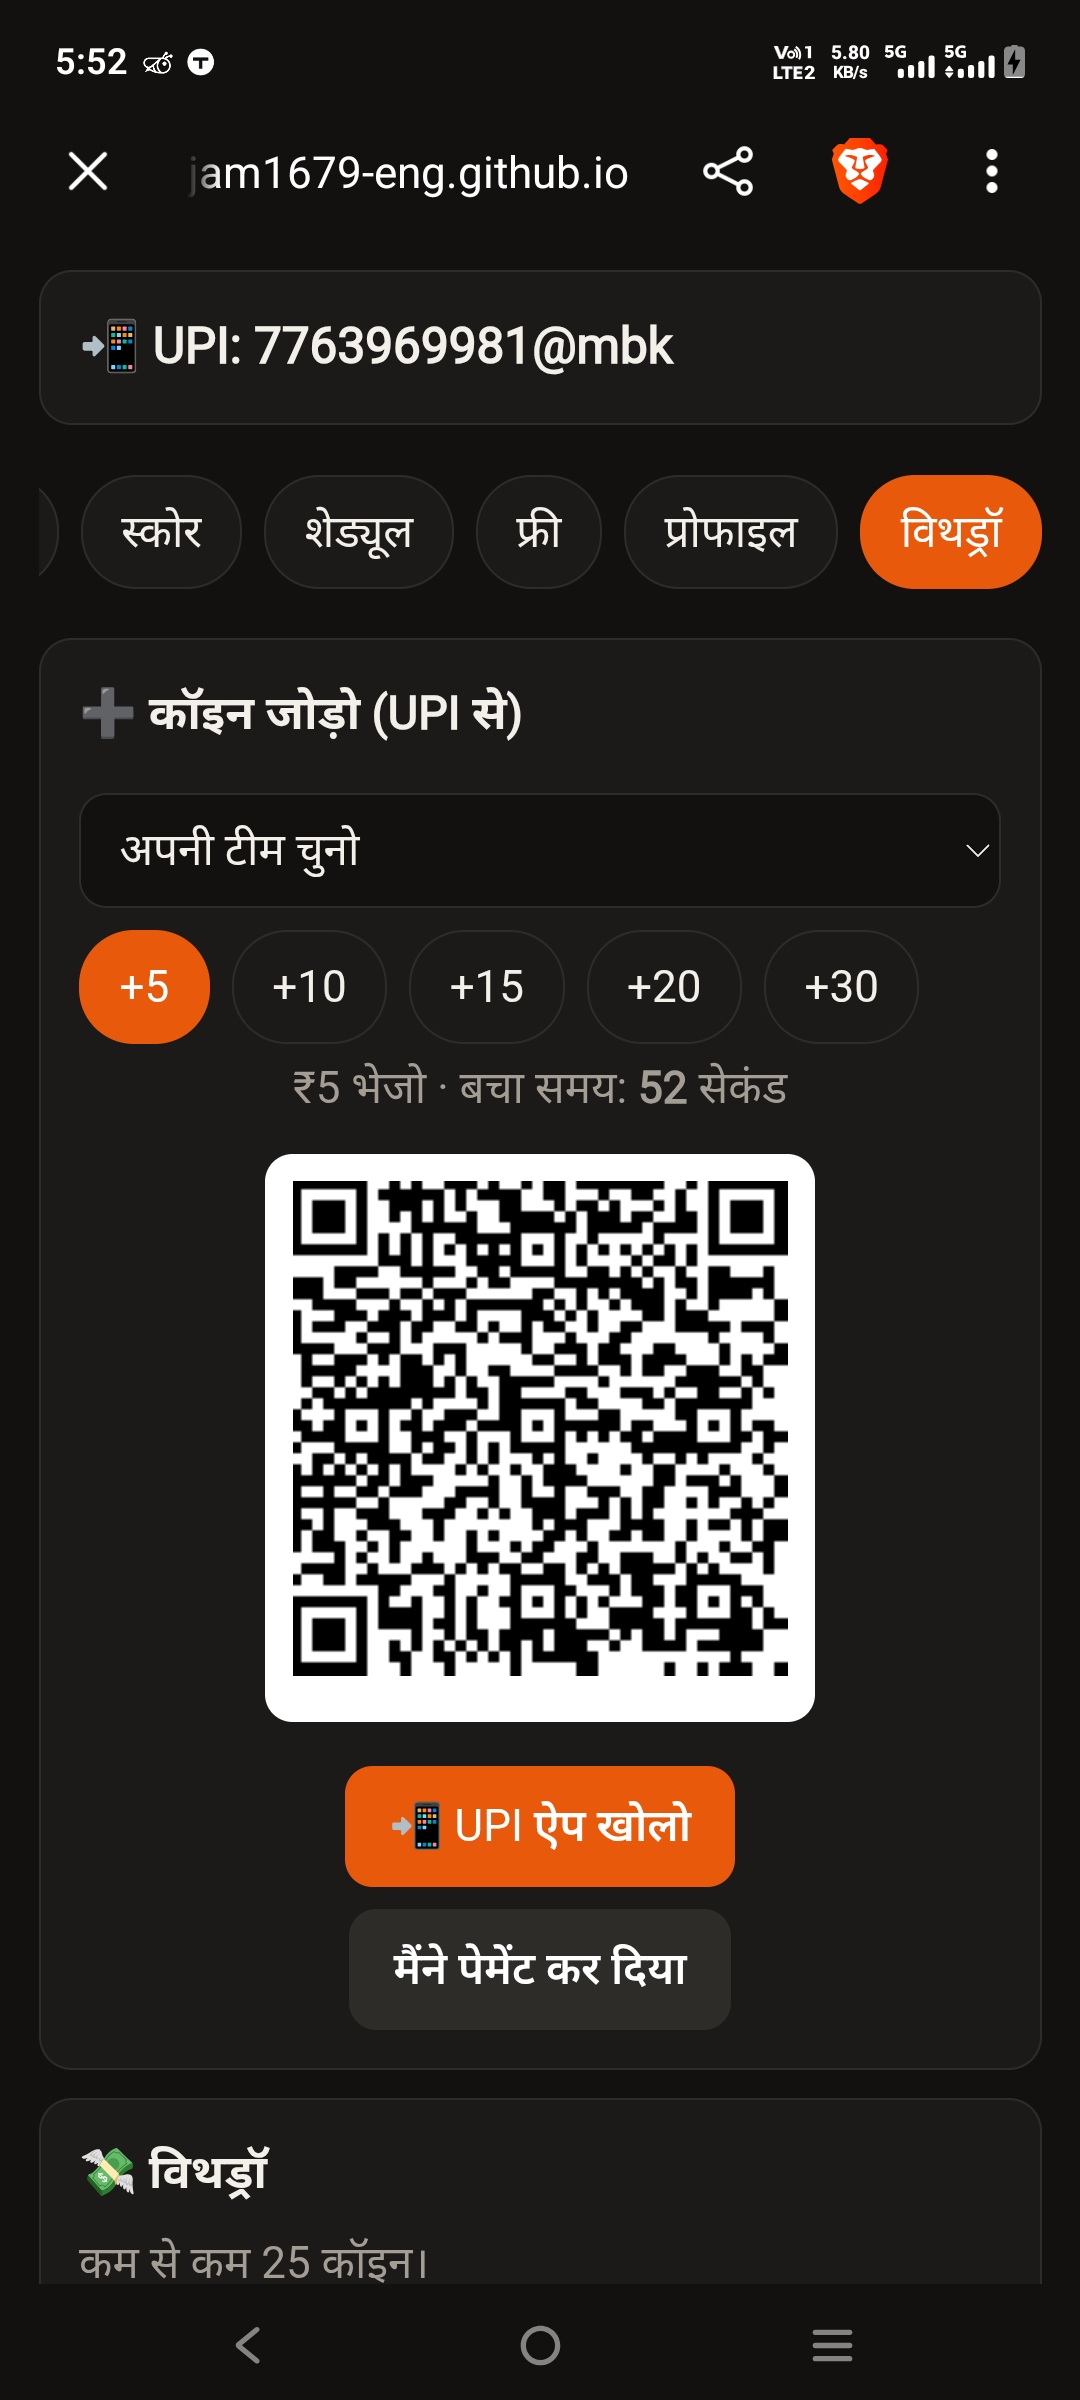 5:52
Vo 1 LTE2 5.80 KB/s 5G 5G
jam1679-eng.github.io
UPI: 7763969981@mbk
स्कोर शेड्यूल फ्री प्रोफाइल विथड्रॉ
कॉइन जोड़ो (UPI से)
अपनी टीम चुनो
+5 +10 +15 +20 +30
₹5 भेजो · बचा समय: 52 सेकंड
UPI ऐप खोलो
मैंने पेमेंट कर दिया
विथड्रॉ
कम से कम 25 कॉइन।